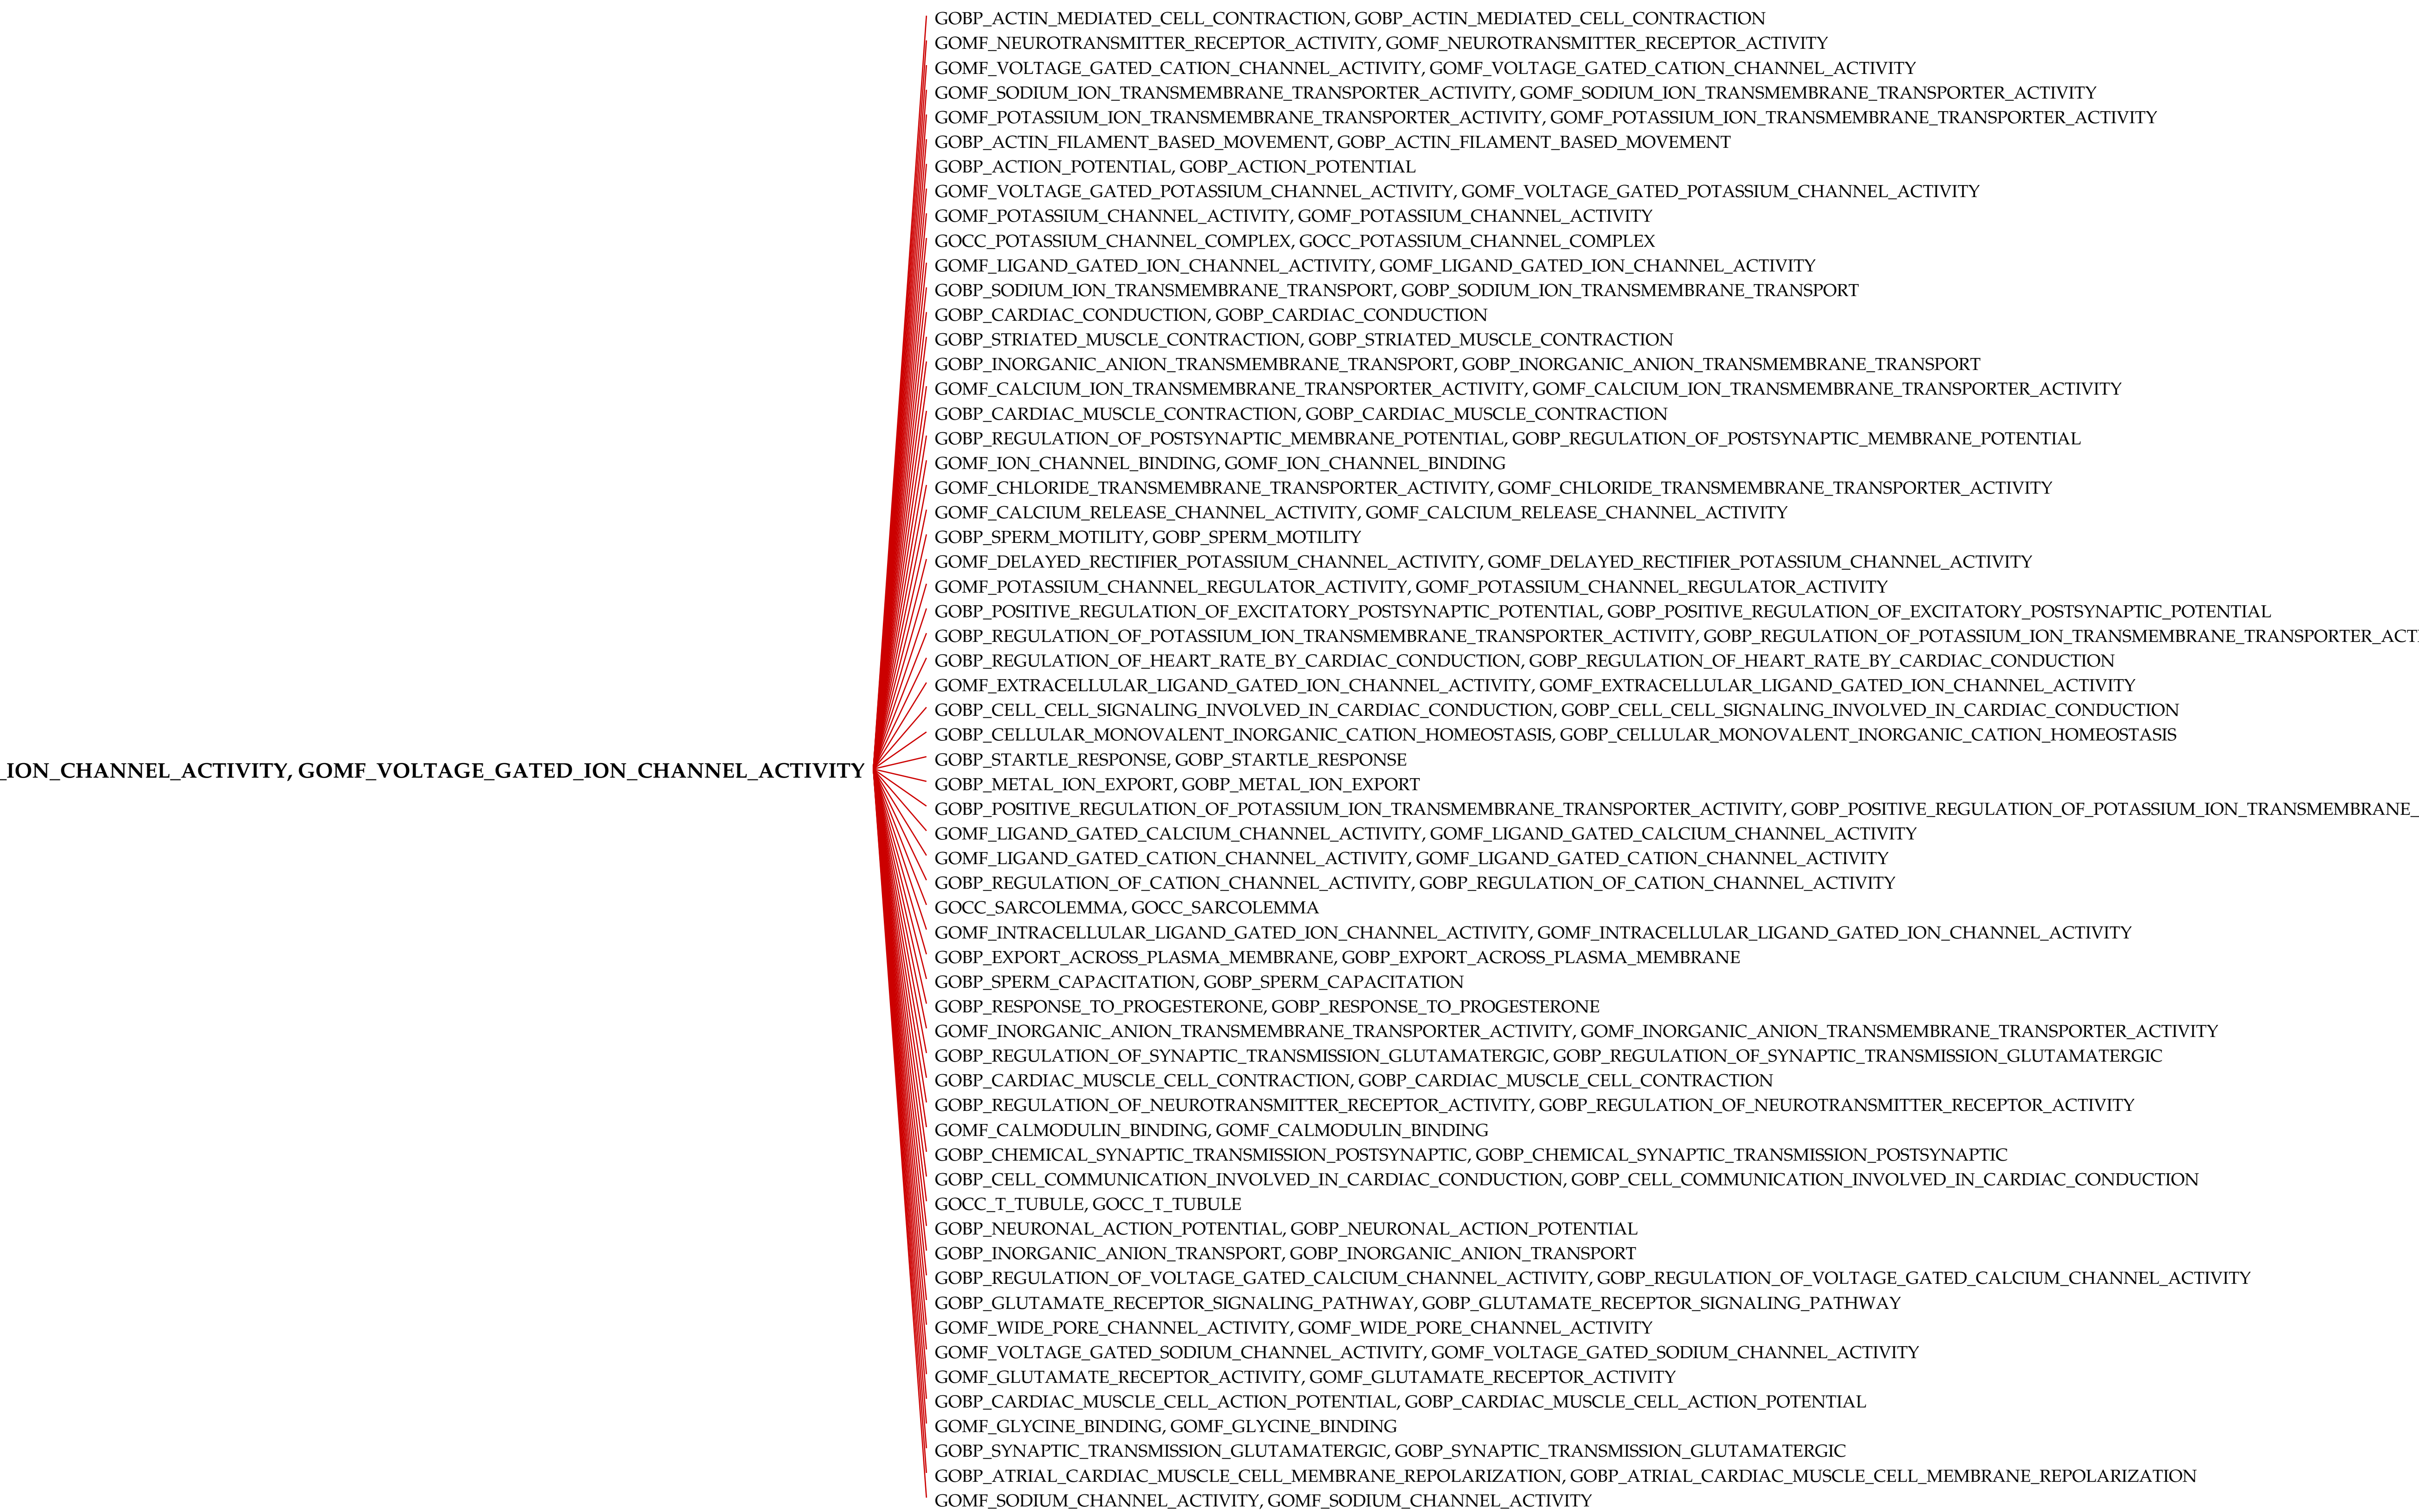 GOBP_ACTIN_MEDIATED_CELL_CONTRACTION, GOBP_ACTIN_MEDIATED_CELL_CONTRACTION
GOMF_NEUROTRANSMITTER_RECEPTOR_ACTIVITY, GOMF_NEUROTRANSMITTER_RECEPTOR_ACTIVITY
GOMF_VOLTAGE_GATED_CATION_CHANNEL_ACTIVITY, GOMF_VOLTAGE_GATED_CATION_CHANNEL_ACTIVITY
GOMF_SODIUM_ION_TRANSMEMBRANE_TRANSPORTER_ACTIVITY, GOMF_SODIUM_ION_TRANSMEMBRANE_TRANSPORTER_ACTIVITY
GOMF_POTASSIUM_ION_TRANSMEMBRANE_TRANSPORTER_ACTIVITY, GOMF_POTASSIUM_ION_TRANSMEMBRANE_TRANSPORTER_ACTIVITY
GOBP_ACTIN_FILAMENT_BASED_MOVEMENT, GOBP_ACTIN_FILAMENT_BASED_MOVEMENT
GOBP_ACTION_POTENTIAL, GOBP_ACTION_POTENTIAL
GOMF_VOLTAGE_GATED_POTASSIUM_CHANNEL_ACTIVITY, GOMF_VOLTAGE_GATED_POTASSIUM_CHANNEL_ACTIVITY
GOMF_POTASSIUM_CHANNEL_ACTIVITY, GOMF_POTASSIUM_CHANNEL_ACTIVITY
GOCC_POTASSIUM_CHANNEL_COMPLEX, GOCC_POTASSIUM_CHANNEL_COMPLEX
GOMF_LIGAND_GATED_ION_CHANNEL_ACTIVITY, GOMF_LIGAND_GATED_ION_CHANNEL_ACTIVITY
GOBP_SODIUM_ION_TRANSMEMBRANE_TRANSPORT, GOBP_SODIUM_ION_TRANSMEMBRANE_TRANSPORT
GOBP_CARDIAC_CONDUCTION, GOBP_CARDIAC_CONDUCTION
GOBP_STRIATED_MUSCLE_CONTRACTION, GOBP_STRIATED_MUSCLE_CONTRACTION
GOBP_INORGANIC_ANION_TRANSMEMBRANE_TRANSPORT, GOBP_INORGANIC_ANION_TRANSMEMBRANE_TRANSPORT
GOMF_CALCIUM_ION_TRANSMEMBRANE_TRANSPORTER_ACTIVITY, GOMF_CALCIUM_ION_TRANSMEMBRANE_TRANSPORTER_ACTIVITY
GOBP_CARDIAC_MUSCLE_CONTRACTION, GOBP_CARDIAC_MUSCLE_CONTRACTION
GOBP_REGULATION_OF_POSTSYNAPTIC_MEMBRANE_POTENTIAL, GOBP_REGULATION_OF_POSTSYNAPTIC_MEMBRANE_POTENTIAL
GOMF_ION_CHANNEL_BINDING, GOMF_ION_CHANNEL_BINDING
GOMF_CHLORIDE_TRANSMEMBRANE_TRANSPORTER_ACTIVITY, GOMF_CHLORIDE_TRANSMEMBRANE_TRANSPORTER_ACTIVITY
GOMF_CALCIUM_RELEASE_CHANNEL_ACTIVITY, GOMF_CALCIUM_RELEASE_CHANNEL_ACTIVITY
GOBP_SPERM_MOTILITY, GOBP_SPERM_MOTILITY
GOMF_DELAYED_RECTIFIER_POTASSIUM_CHANNEL_ACTIVITY, GOMF_DELAYED_RECTIFIER_POTASSIUM_CHANNEL_ACTIVITY
GOMF_POTASSIUM_CHANNEL_REGULATOR_ACTIVITY, GOMF_POTASSIUM_CHANNEL_REGULATOR_ACTIVITY
GOBP_POSITIVE_REGULATION_OF_EXCITATORY_POSTSYNAPTIC_POTENTIAL, GOBP_POSITIVE_REGULATION_OF_EXCITATORY_POSTSYNAPTIC_POTENTIAL
GOBP_REGULATION_OF_POTASSIUM_ION_TRANSMEMBRANE_TRANSPORTER_ACTIVITY, GOBP_REGULATION_OF_POTASSIUM_ION_TRANSMEMBRANE_TRANSPORTER_ACT
GOBP_REGULATION_OF_HEART_RATE_BY_CARDIAC_CONDUCTION, GOBP_REGULATION_OF_HEART_RATE_BY_CARDIAC_CONDUCTION
GOMF_EXTRACELLULAR_LIGAND_GATED_ION_CHANNEL_ACTIVITY, GOMF_EXTRACELLULAR_LIGAND_GATED_ION_CHANNEL_ACTIVITY
GOBP_CELL_CELL_SIGNALING_INVOLVED_IN_CARDIAC_CONDUCTION, GOBP_CELL_CELL_SIGNALING_INVOLVED_IN_CARDIAC_CONDUCTION
GOBP_CELLULAR_MONOVALENT_INORGANIC_CATION_HOMEOSTASIS, GOBP_CELLULAR_MONOVALENT_INORGANIC_CATION_HOMEOSTASIS
GOBP_STARTLE_RESPONSE, GOBP_STARTLE_RESPONSE
_ION_CHANNEL_ACTIVITY, GOMF_VOLTAGE_GATED_ION_CHANNEL_ACTIVITY
GOBP_METAL_ION_EXPORT, GOBP_METAL_ION_EXPORT
GOBP_POSITIVE_REGULATION_OF_POTASSIUM_ION_TRANSMEMBRANE_TRANSPORTER_ACTIVITY, GOBP_POSITIVE_REGULATION_OF_POTASSIUM_ION_TRANSMEMBRANE_
GOMF_LIGAND_GATED_CALCIUM_CHANNEL_ACTIVITY, GOMF_LIGAND_GATED_CALCIUM_CHANNEL_ACTIVITY
GOMF_LIGAND_GATED_CATION_CHANNEL_ACTIVITY, GOMF_LIGAND_GATED_CATION_CHANNEL_ACTIVITY
GOBP_REGULATION_OF_CATION_CHANNEL_ACTIVITY, GOBP_REGULATION_OF_CATION_CHANNEL_ACTIVITY
GOCC_SARCOLEMMA, GOCC_SARCOLEMMA
GOMF_INTRACELLULAR_LIGAND_GATED_ION_CHANNEL_ACTIVITY, GOMF_INTRACELLULAR_LIGAND_GATED_ION_CHANNEL_ACTIVITY
GOBP_EXPORT_ACROSS_PLASMA_MEMBRANE, GOBP_EXPORT_ACROSS_PLASMA_MEMBRANE
GOBP_SPERM_CAPACITATION, GOBP_SPERM_CAPACITATION
GOBP_RESPONSE_TO_PROGESTERONE, GOBP_RESPONSE_TO_PROGESTERONE
GOMF_INORGANIC_ANION_TRANSMEMBRANE_TRANSPORTER_ACTIVITY, GOMF_INORGANIC_ANION_TRANSMEMBRANE_TRANSPORTER_ACTIVITY
GOBP_REGULATION_OF_SYNAPTIC_TRANSMISSION_GLUTAMATERGIC, GOBP_REGULATION_OF_SYNAPTIC_TRANSMISSION_GLUTAMATERGIC
GOBP_CARDIAC_MUSCLE_CELL_CONTRACTION, GOBP_CARDIAC_MUSCLE_CELL_CONTRACTION
GOBP_REGULATION_OF_NEUROTRANSMITTER_RECEPTOR_ACTIVITY, GOBP_REGULATION_OF_NEUROTRANSMITTER_RECEPTOR_ACTIVITY
GOMF_CALMODULIN_BINDING, GOMF_CALMODULIN_BINDING
GOBP_CHEMICAL_SYNAPTIC_TRANSMISSION_POSTSYNAPTIC, GOBP_CHEMICAL_SYNAPTIC_TRANSMISSION_POSTSYNAPTIC
GOBP_CELL_COMMUNICATION_INVOLVED_IN_CARDIAC_CONDUCTION, GOBP_CELL_COMMUNICATION_INVOLVED_IN_CARDIAC_CONDUCTION
GOCC_T_TUBULE, GOCC_T_TUBULE
GOBP_NEURONAL_ACTION_POTENTIAL, GOBP_NEURONAL_ACTION_POTENTIAL
GOBP_INORGANIC_ANION_TRANSPORT, GOBP_INORGANIC_ANION_TRANSPORT
GOBP_REGULATION_OF_VOLTAGE_GATED_CALCIUM_CHANNEL_ACTIVITY, GOBP_REGULATION_OF_VOLTAGE_GATED_CALCIUM_CHANNEL_ACTIVITY
GOBP_GLUTAMATE_RECEPTOR_SIGNALING_PATHWAY, GOBP_GLUTAMATE_RECEPTOR_SIGNALING_PATHWAY
GOMF_WIDE_PORE_CHANNEL_ACTIVITY, GOMF_WIDE_PORE_CHANNEL_ACTIVITY
GOMF_VOLTAGE_GATED_SODIUM_CHANNEL_ACTIVITY, GOMF_VOLTAGE_GATED_SODIUM_CHANNEL_ACTIVITY
GOMF_GLUTAMATE_RECEPTOR_ACTIVITY, GOMF_GLUTAMATE_RECEPTOR_ACTIVITY
GOBP_CARDIAC_MUSCLE_CELL_ACTION_POTENTIAL, GOBP_CARDIAC_MUSCLE_CELL_ACTION_POTENTIAL
GOMF_GLYCINE_BINDING, GOMF_GLYCINE_BINDING
GOBP_SYNAPTIC_TRANSMISSION_GLUTAMATERGIC, GOBP_SYNAPTIC_TRANSMISSION_GLUTAMATERGIC
GOBP_ATRIAL_CARDIAC_MUSCLE_CELL_MEMBRANE_REPOLARIZATION, GOBP_ATRIAL_CARDIAC_MUSCLE_CELL_MEMBRANE_REPOLARIZATION
GOMF_SODIUM_CHANNEL_ACTIVITY, GOMF_SODIUM_CHANNEL_ACTIVITY